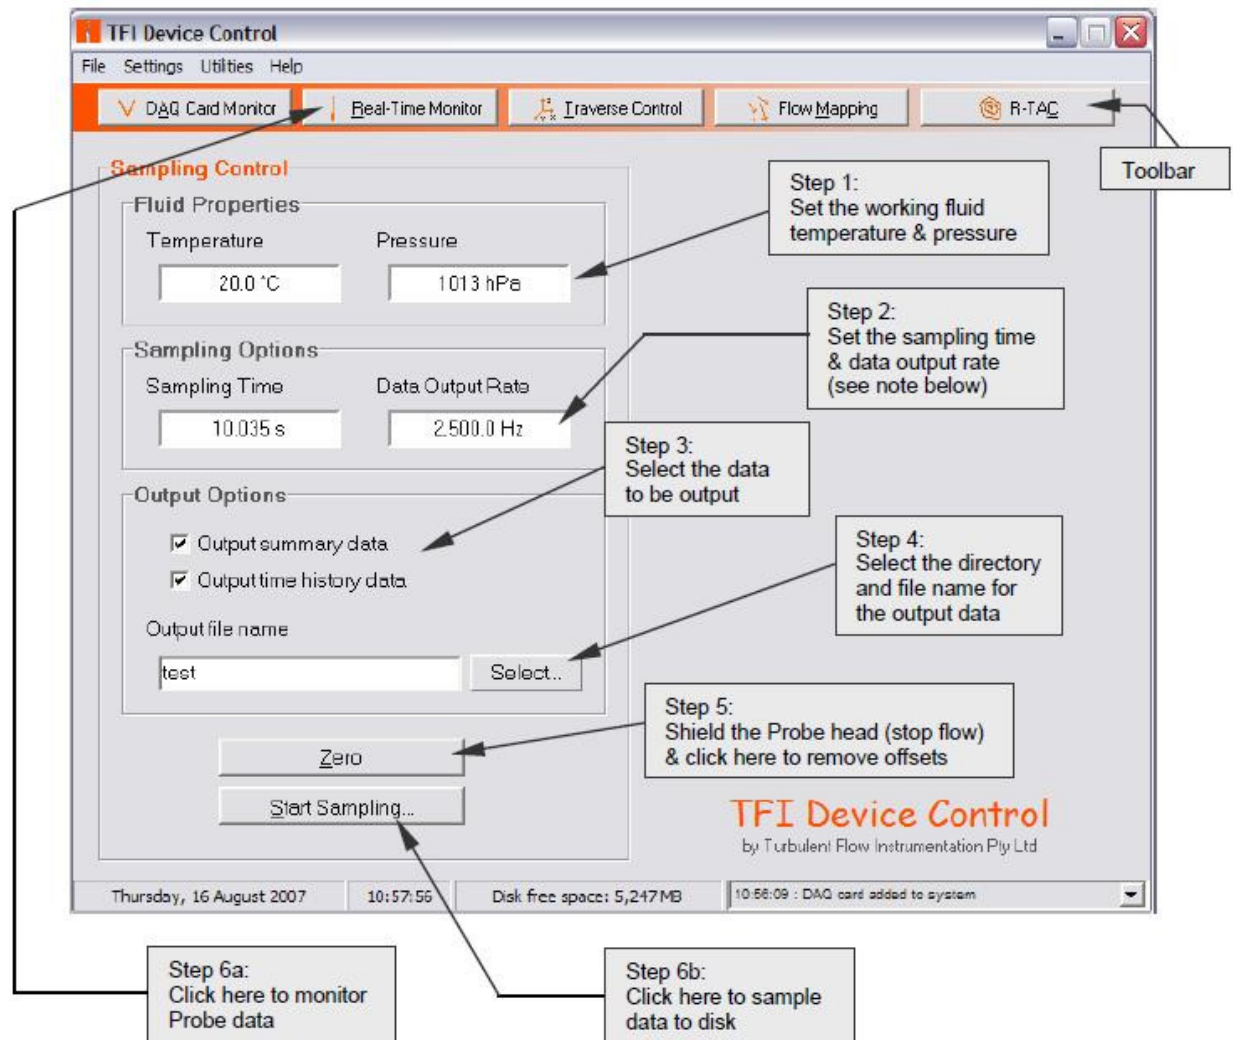 TFI Device Control
File Settings Utilities Help
DAQ Card Monitor Real-Time Monitor Traverse Control Flow Mapping R-TAC
Toolbar
Sampling Control
Fluid Properties
Temperature Pressure
20.0 °C 1013 hPa
Step 1:
Set the working fluid
temperature & pressure
Sampling Options
Sampling Time Data Output Rate
10.035 s 2,500.0 Hz
Step 2:
Set the sampling time
& data output rate
(see note below)
Step 3:
Select the data
to be output
Output Options
Output summary data
Output time history data
Output file name
test Select..
Step 4:
Select the directory
and file name for
the output data
Step 5:
Shield the Probe head (stop flow)
& click here to remove offsets
Zero
Start Sampling...
TFI Device Control
by Turbulent Flow Instrumentation Pty Ltd
Thursday, 16 August 2007 10:57:56 Disk free space: 5,247MB 10:56:09 : DAQ card added to system
Step 6a:
Click here to monitor
Probe data
Step 6b:
Click here to sample
data to disk